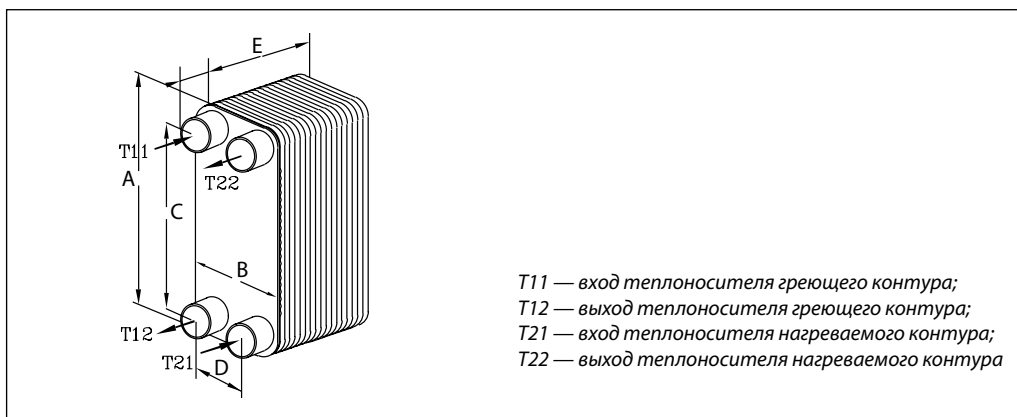 E
T11
A
T22
C
B
T12
T21
D
T11 — вход теплоносителя греющего контура;
T12 — выход теплоносителя греющего контура;
T21 — вход теплоносителя нагреваемого контура;
T22 — выход теплоносителя нагреваемого контура